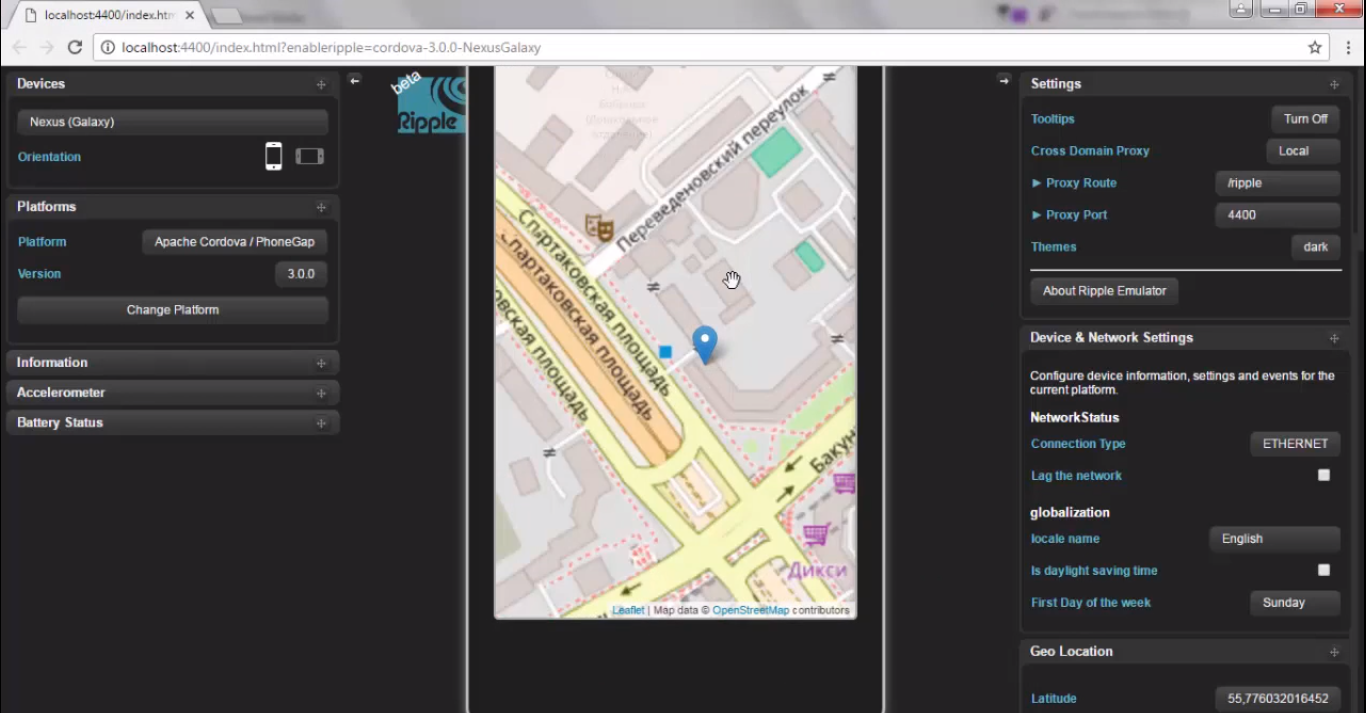 localhost:4400/index.htm
localhost:4400/index.html?enableripple=cordova-3.0.0-NexusGalaxy
Devices
Nexus (Galaxy)
Orientation
Platforms
Platform
Apache Cordova / PhoneGap
Version
3.0.0
Change Platform
Information
Accelerometer
Battery Status
beta
Ripple
Переведеновский переулок
Спартаковская площадь
Спартаковская площадь
овская площадь
Бакун
Дикси
Leaflet | Map data © OpenStreetMap contributors
Settings
Tooltips
Turn Off
Cross Domain Proxy
Local
► Proxy Route
/ripple
► Proxy Port
4400
Themes
dark
About Ripple Emulator
Device & Network Settings
Configure device information, settings and events for the
current platform.
NetworkStatus
Connection Type
ETHERNET
Lag the network
globalization
locale name
English
Is daylight saving time
First Day of the week
Sunday
Geo Location
Latitude
55,776032016452